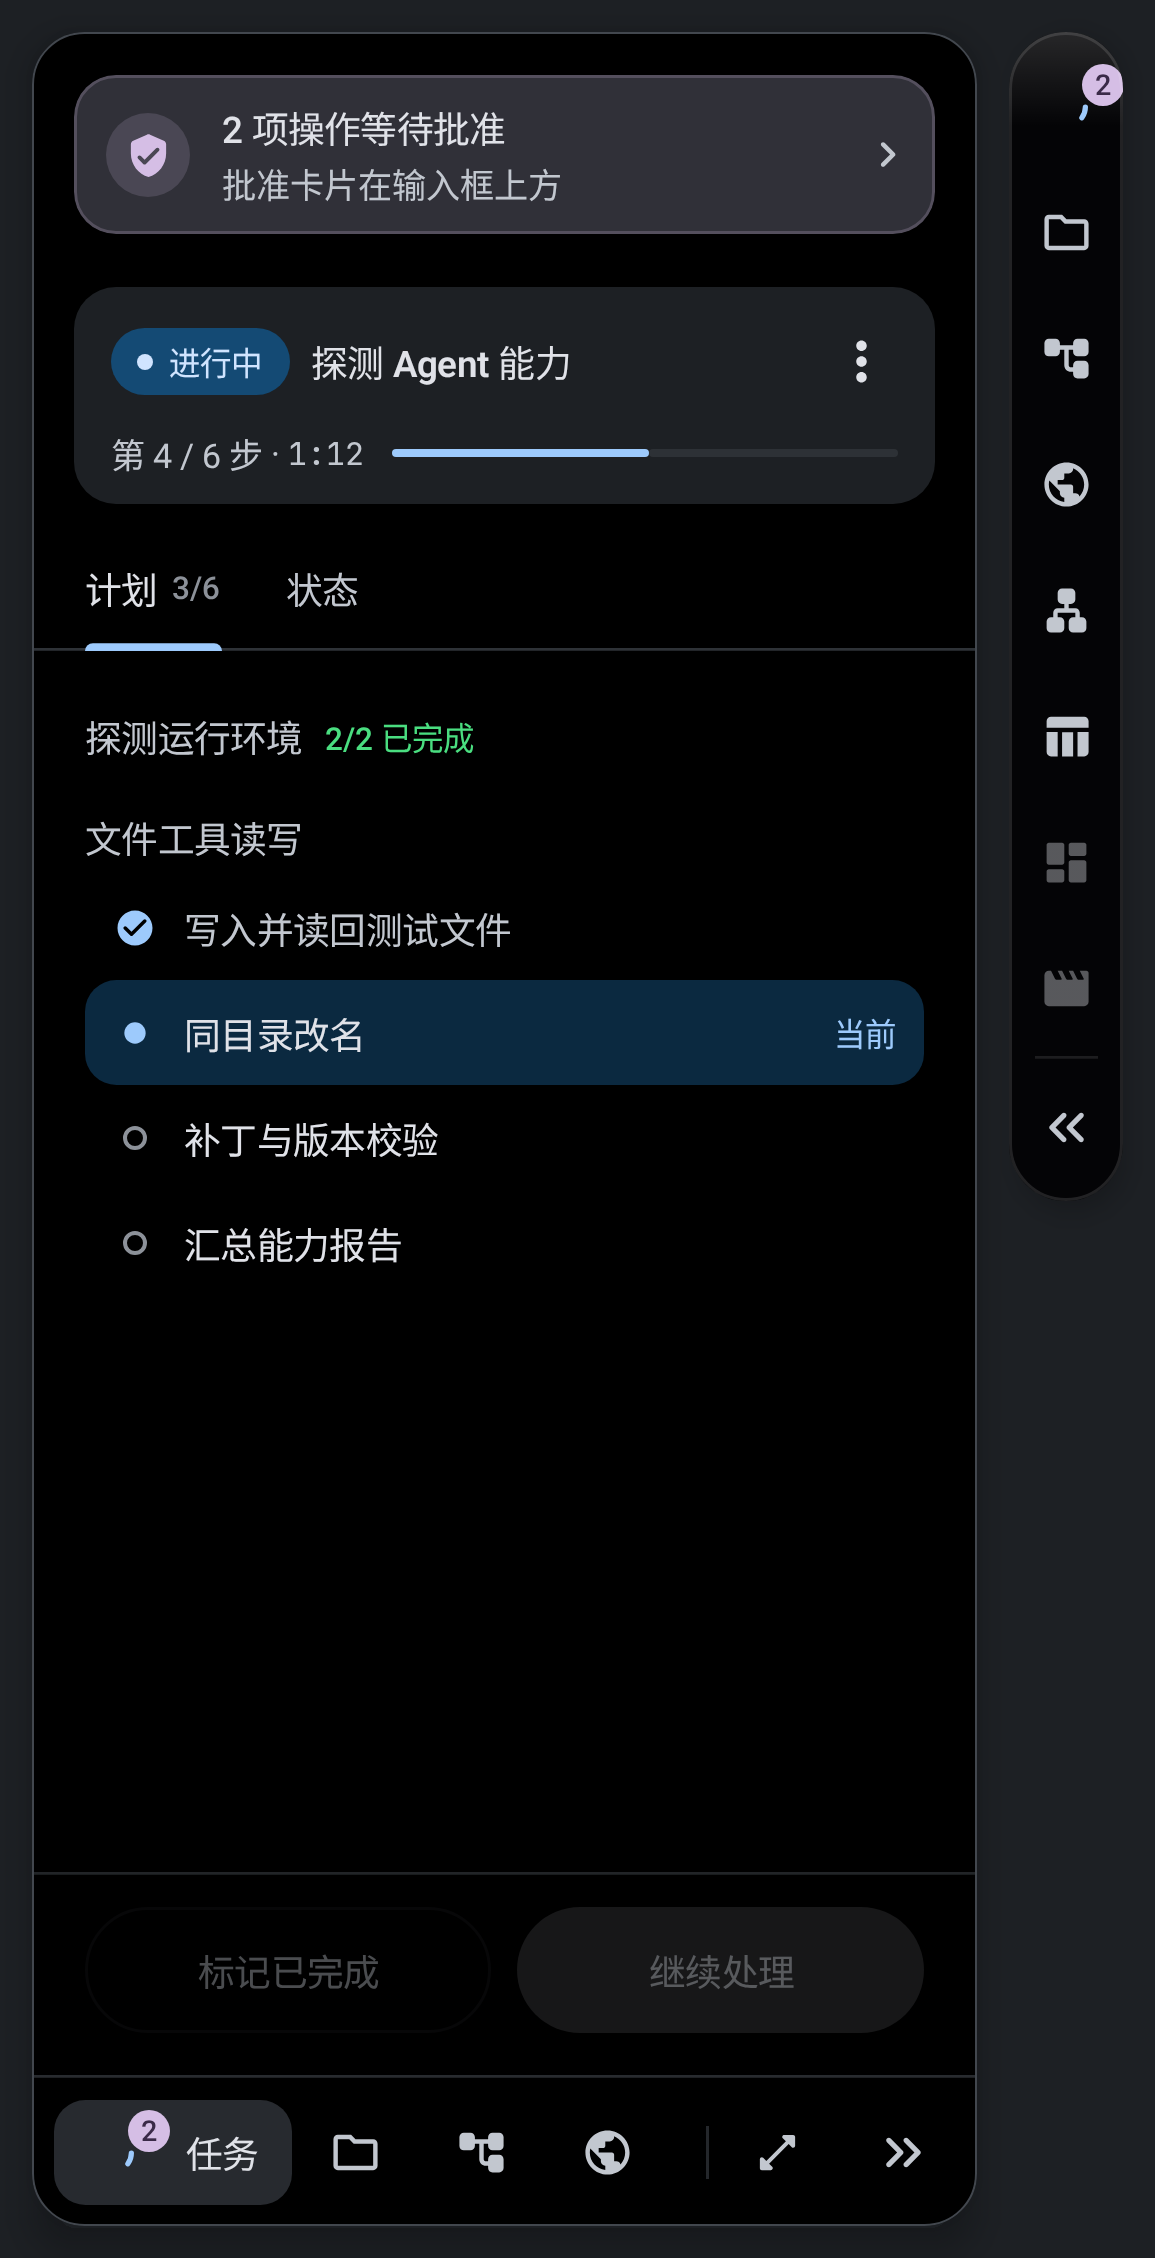 2 项操作等待批准
批准卡片在输入框上方
进行中 探测 Agent 能力
第 4 / 6 步 · 1:12
计划 3/6 状态
探测运行环境 2/2 已完成
文件工具读写
写入并读回测试文件
同目录改名 当前
补丁与版本校验
汇总能力报告
标记已完成 继续处理
2 任务
2